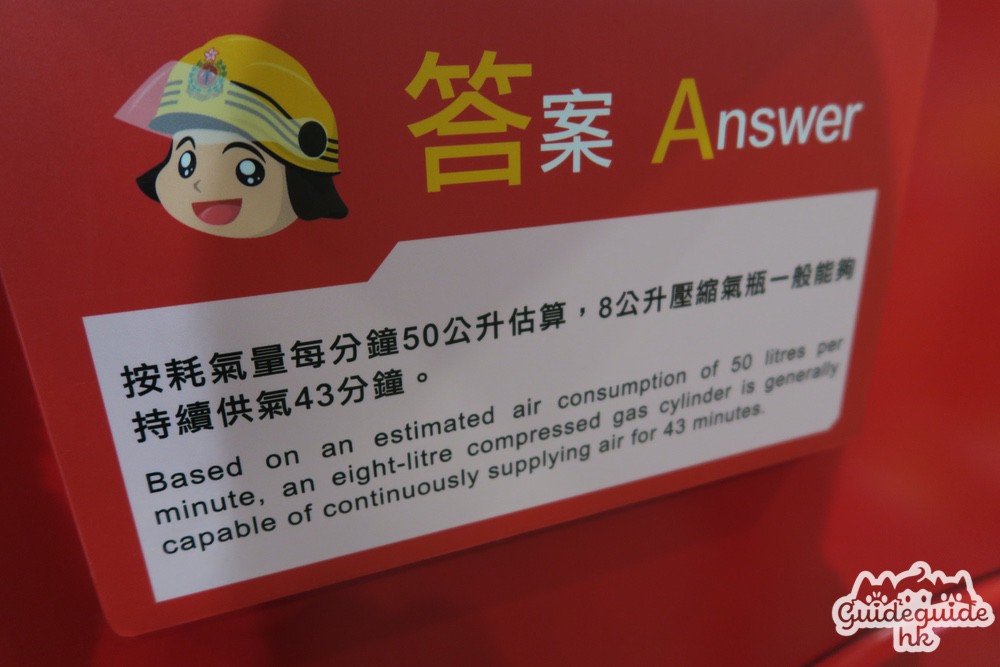 答案 Answer
按耗氣量每分鐘50公升估算，8公升壓縮氣瓶一般能夠
持續供氣43分鐘。
Based on an estimated air consumption of 50 litres per
minute, an eight-litre compressed gas cylinder is generally
capable of continuously supplying air for 43 minutes.
Guideguide
hk